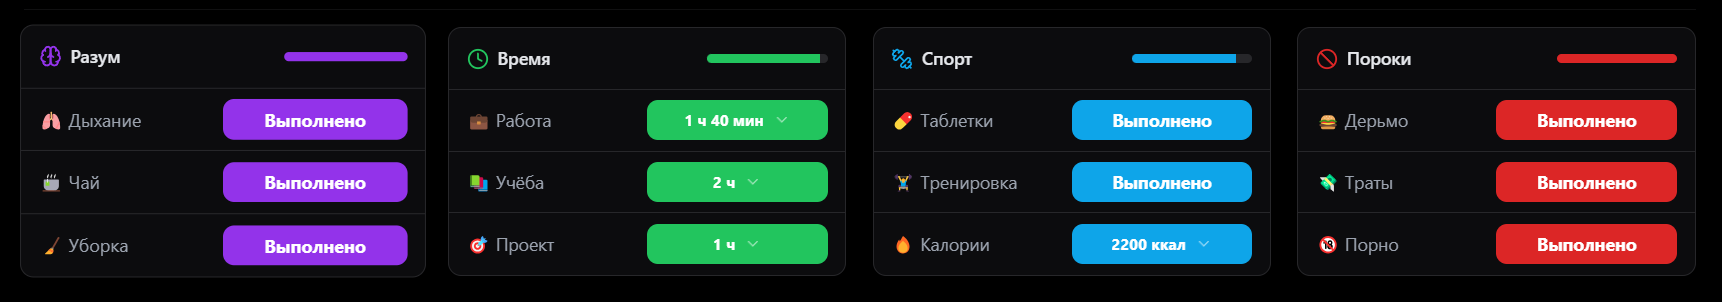 Разум
Дыхание
Выполнено
Чай
Выполнено
Уборка
Выполнено
Время
Работа
1 ч 40 мин
Учёба
2 ч
Проект
1 ч
Спорт
Таблетки
Выполнено
Тренировка
Выполнено
Калории
2200 ккал
Пороки
Дерьмо
Выполнено
Траты
Выполнено
Порно
Выполнено